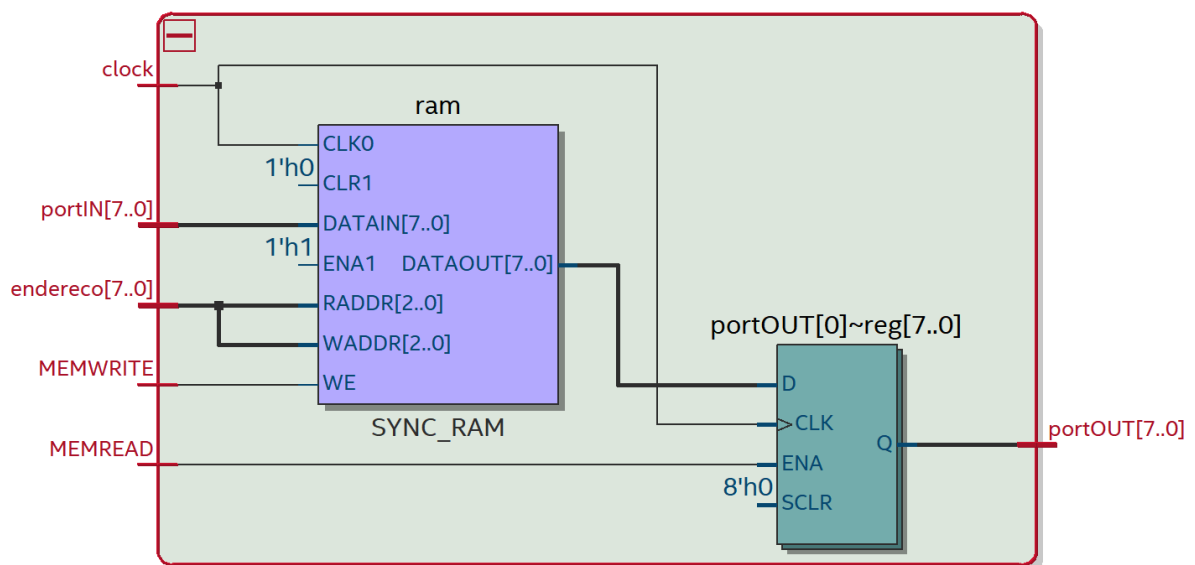 clock
ram
CLK0
1'h0
CLR1
portIN[7..0]
DATAIN[7..0]
1'h1
ENA1
DATAOUT[7..0]
endereco[7..0]
RADDR[2..0]
WADDR[2..0]
MEMWRITE
WE
SYNC_RAM
MEMREAD
portOUT[0]~reg[7..0]
D
CLK
ENA
Q
8'h0
SCLR
portOUT[7..0]